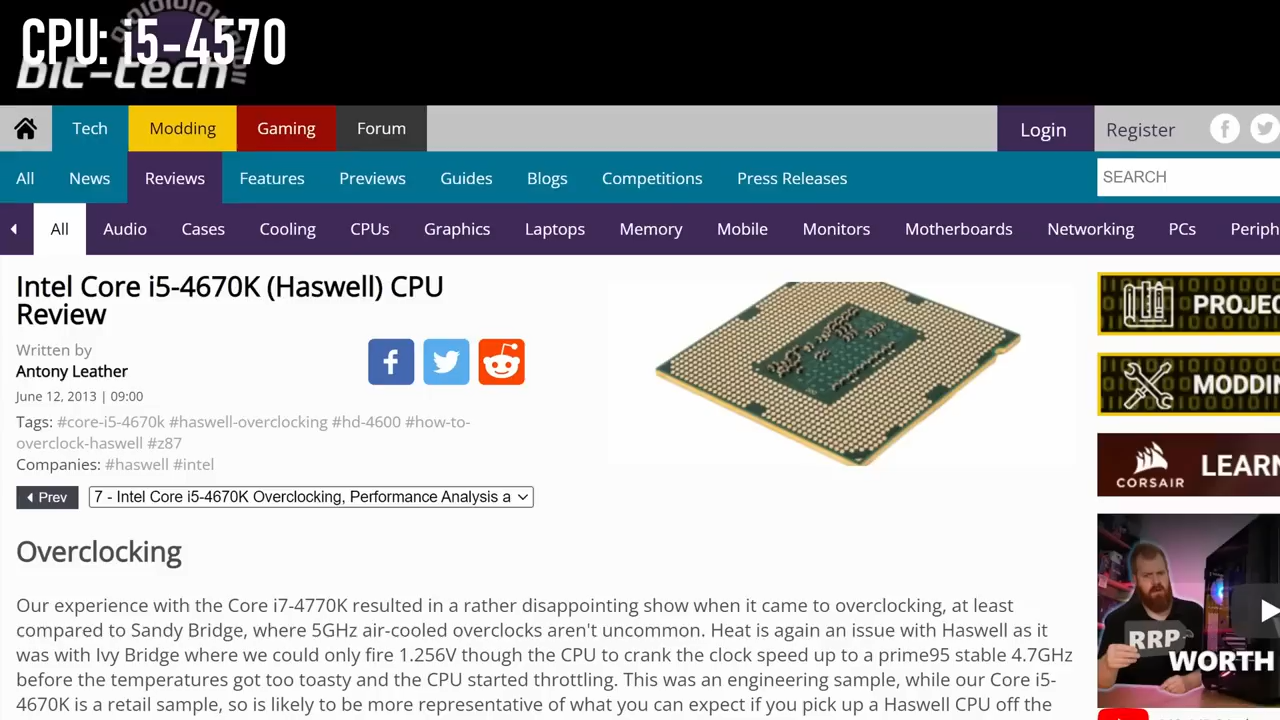 CPU: i5-4570
bit-tech
Tech
Modding
Gaming
Forum
Login
Register
All
News
Reviews
Features
Previews
Guides
Blogs
Competitions
Press Releases
SEARCH
All
Audio
Cases
Cooling
CPUs
Graphics
Laptops
Memory
Mobile
Monitors
Motherboards
Networking
PCs
Periph
Intel Core i5-4670K (Haswell) CPU
Review
Written by
Antony Leather
June 12, 2013 | 09:00
Tags: #core-i5-4670k #haswell-overclocking #hd-4600 #how-to-
overclock-haswell #z87
Companies: #haswell #intel
Prev
7 - Intel Core i5-4670K Overclocking, Performance Analysis a
Overclocking
Our experience with the Core i7-4770K resulted in a rather disappointing show when it came to overclocking, at least
compared to Sandy Bridge, where 5GHz air-cooled overclocks aren't uncommon. Heat is again an issue with Haswell as it
was with Ivy Bridge where we could only fire 1.256V though the CPU to crank the clock speed up to a prime95 stable 4.7GHz
before the temperatures got too toasty and the CPU started throttling. This was an engineering sample, while our Core i5-
4670K is a retail sample, so is likely to be more representative of what you can expect if you pick up a Haswell CPU off the
PROJEC
MODDIN
CORSAIR
LEARN
RRP
WORTH